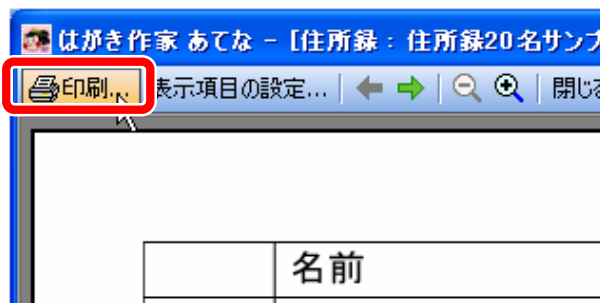 はがき作家 あてな - [住所録 : 住所録20名サンプ
印刷... 表示項目の設定... 閉じる
名前